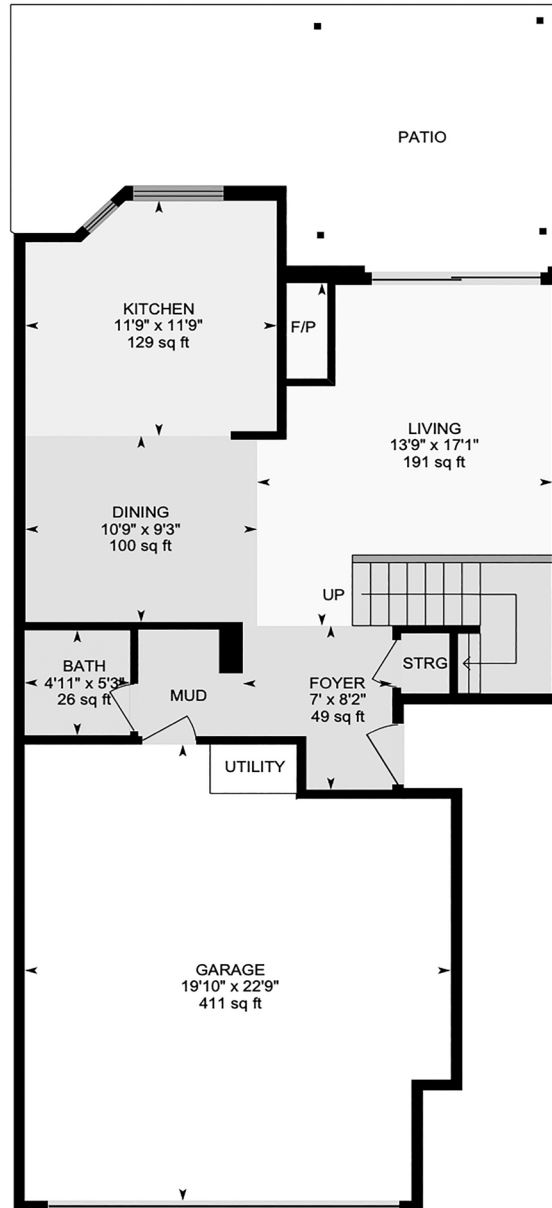 PATIO
KITCHEN
11'9" x 11'9"
129 sq ft
F/P
LIVING
13'9" x 17'1"
191 sq ft
DINING
10'9" x 9'3"
100 sq ft
UP
BATH
4'11" x 5'3"
26 sq ft
MUD
FOYER
7' x 8'2"
49 sq ft
STRG
UTILITY
GARAGE
19'10" x 22'9"
411 sq ft